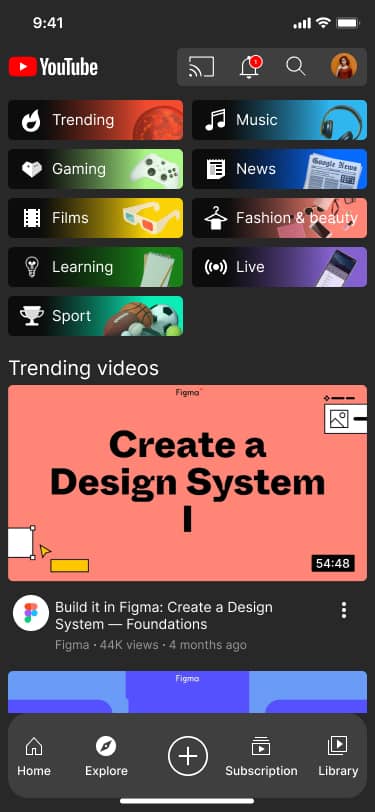 9:41
YouTube
1
Trending
Music
Gaming
Google News
News
Films
Fashion & beauty
Learning
Live
Sport
Trending videos
Figma
Create a
Design System
54:48
Build it in Figma: Create a Design
System — Foundations
Figma · 44K views · 4 months ago
Figma
Home
Explore
Subscription
Library